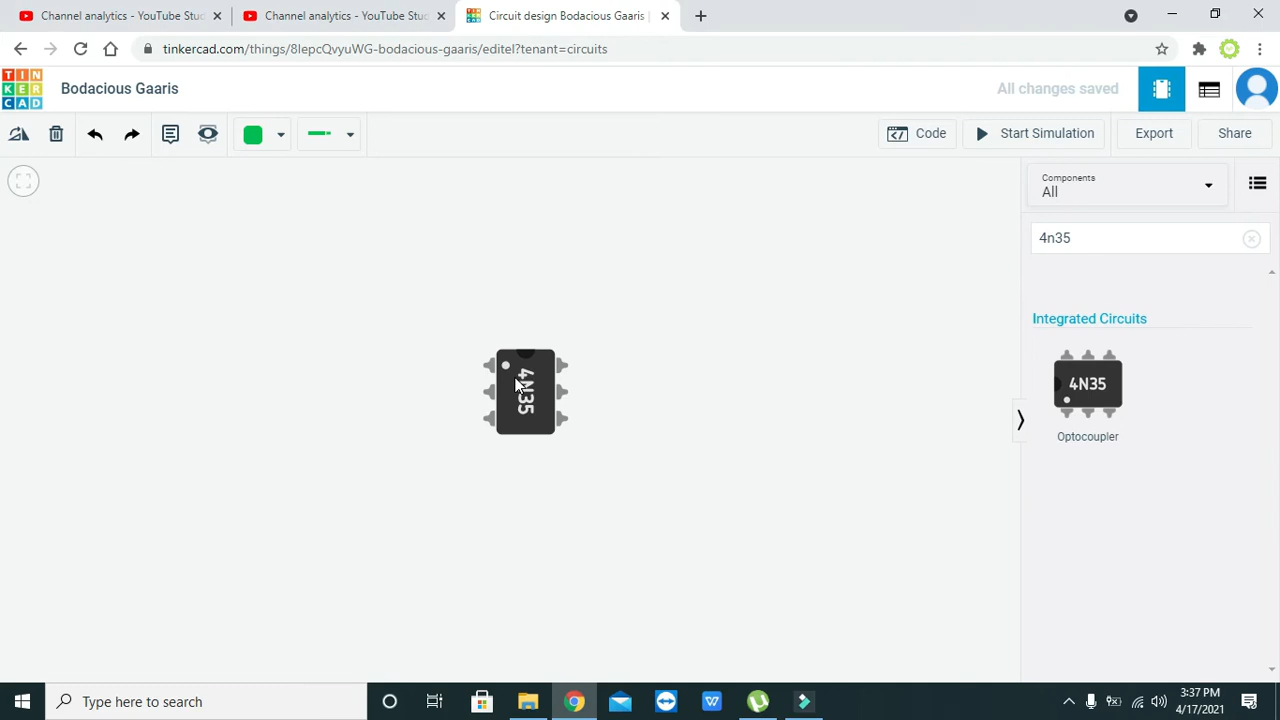 Channel analytics - YouTube Stu
Channel analytics - YouTube Stu
Circuit design Bodacious Gaaris |
tinkercad.com/things/8lepcQvyuWG-bodacious-gaaris/editel?tenant=circuits
TIN
KER
CAD
Bodacious Gaaris
All changes saved
Code
Start Simulation
Export
Share
Components
All
4n35
Integrated Circuits
4N35
4N35
Optocoupler
Type here to search
3:37 PM
4/17/2021